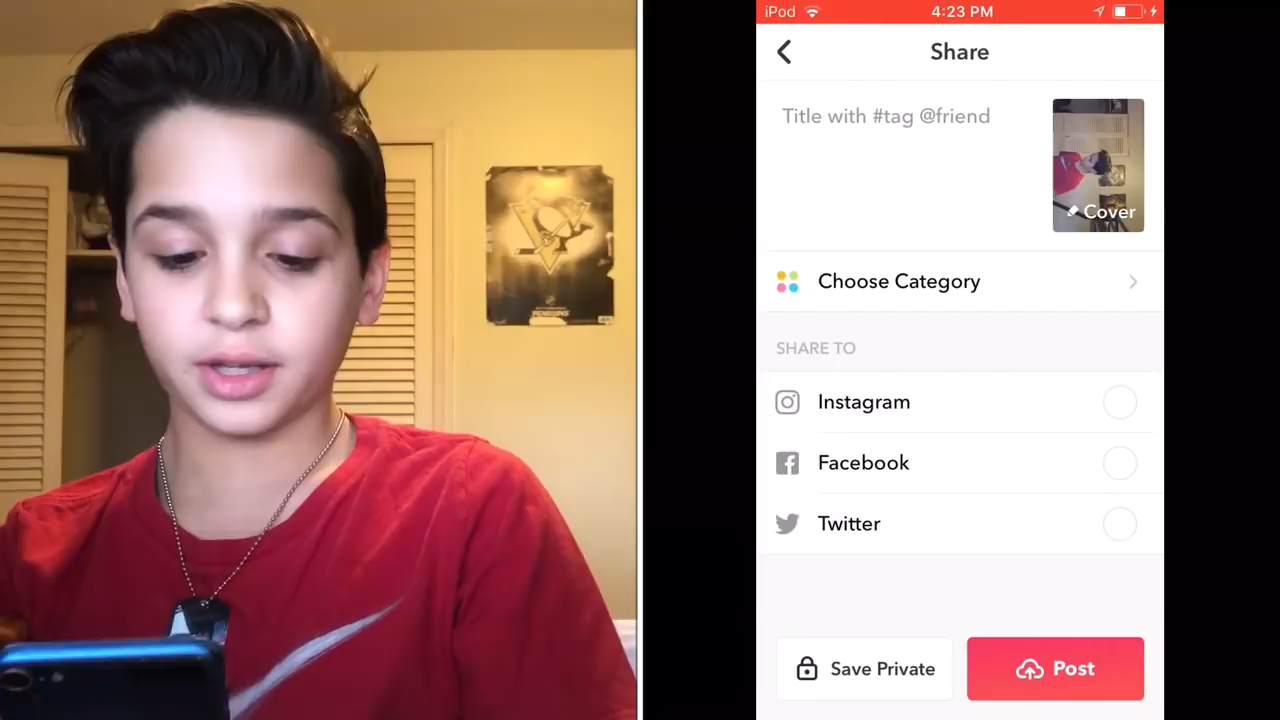 iPod 4:23 PM
Share
Title with #tag @friend
Cover
Choose Category
SHARE TO
Instagram
Facebook
Twitter
Save Private
Post
PENGUINS